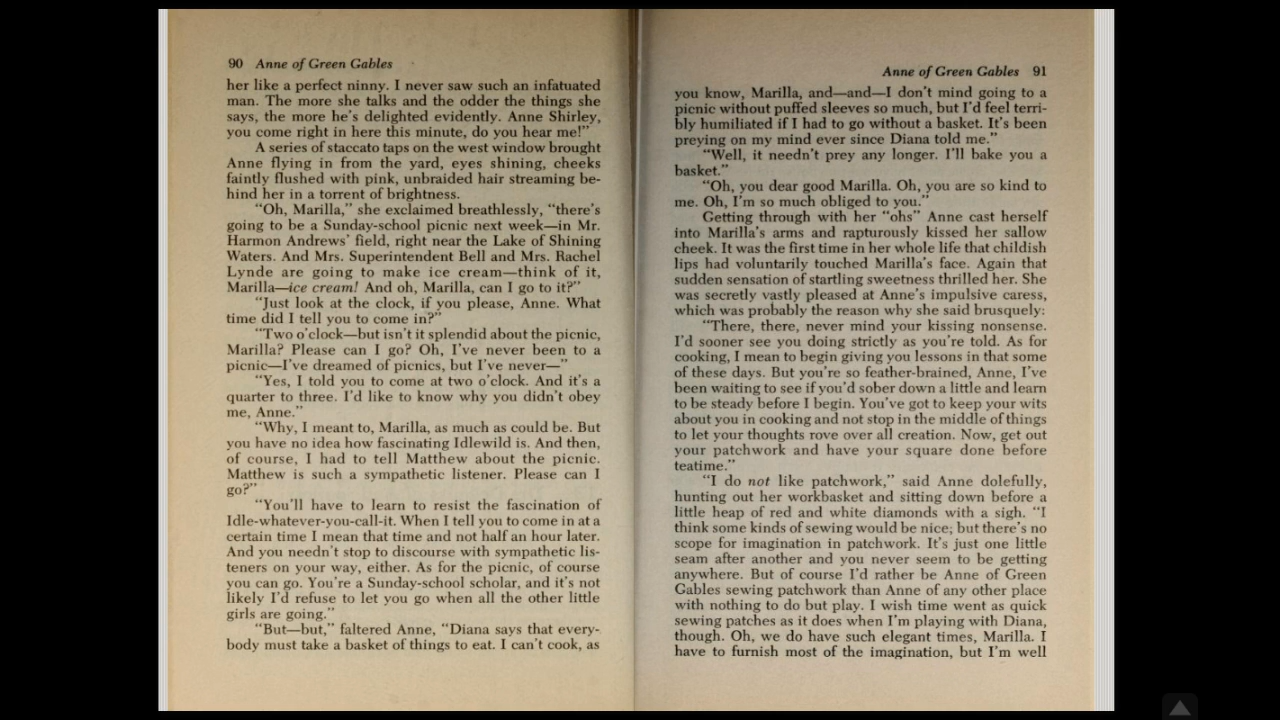 90 Anne of Green Gables
her like a perfect ninny. I never saw such an infatuated
man. The more she talks and the odder the things she
says, the more he's delighted evidently. Anne Shirley,
you come right in here this minute, do you hear me!"
A series of staccato taps on the west window brought
Anne flying in from the yard, eyes shining, cheeks
faintly flushed with pink, unbraided hair streaming be-
hind her in a torrent of brightness.
"Oh, Marilla," she exclaimed breathlessly, "there's
going to be a Sunday-school picnic next week—in Mr.
Harmon Andrews' field, right near the Lake of Shining
Waters. And Mrs. Superintendent Bell and Mrs. Rachel
Lynde are going to make ice cream—think of it,
Marilla—ice cream! And oh, Marilla, can I go to it?"
"Just look at the clock, if you please, Anne. What
time did I tell you to come in?"
"Two o'clock—but isn't it splendid about the picnic,
Marilla? Please can I go? Oh, I've never been to a
picnic—I've dreamed of picnics, but I've never—"
"Yes, I told you to come at two o'clock. And it's a
quarter to three. I'd like to know why you didn't obey
me, Anne."
"Why, I meant to, Marilla, as much as could be. But
you have no idea how fascinating Idlewild is. And then,
of course, I had to tell Matthew about the picnic.
Matthew is such a sympathetic listener. Please can I
go?"
"You'll have to learn to resist the fascination of
Idle-whatever-you-call-it. When I tell you to come in at a
certain time I mean that time and not half an hour later.
And you needn't stop to discourse with sympathetic lis-
teners on your way, either. As for the picnic, of course
you can go. You're a Sunday-school scholar, and it's not
likely I'd refuse to let you go when all the other little
girls are going."
"But—but," faltered Anne, "Diana says that every-
body must take a basket of things to eat. I can't cook, as
Anne of Green Gables 91
you know, Marilla, and—and—I don't mind going to a
picnic without puffed sleeves so much, but I'd feel terri-
bly humiliated if I had to go without a basket. It's been
preying on my mind ever since Diana told me."
"Well, it needn't prey any longer. I'll bake you a
basket."
"Oh, you dear good Marilla. Oh, you are so kind to
me. Oh, I'm so much obliged to you."
Getting through with her "ohs" Anne cast herself
into Marilla's arms and rapturously kissed her sallow
cheek. It was the first time in her whole life that childish
lips had voluntarily touched Marilla's face. Again that
sudden sensation of startling sweetness thrilled her. She
was secretly vastly pleased at Anne's impulsive caress,
which was probably the reason why she said brusquely:
"There, there, never mind your kissing nonsense.
I'd sooner see you doing strictly as you're told. As for
cooking, I mean to begin giving you lessons in that some
of these days. But you're so feather-brained, Anne, I've
been waiting to see if you'd sober down a little and learn
to be steady before I begin. You've got to keep your wits
about you in cooking and not stop in the middle of things
to let your thoughts rove over all creation. Now, get out
your patchwork and have your square done before
teatime."
"I do not like patchwork," said Anne dolefully,
hunting out her workbasket and sitting down before a
little heap of red and white diamonds with a sigh. "I
think some kinds of sewing would be nice; but there's no
scope for imagination in patchwork. It's just one little
seam after another and you never seem to be getting
anywhere. But of course I'd rather be Anne of Green
Gables sewing patchwork than Anne of any other place
with nothing to do but play. I wish time went as quick
sewing patches as it does when I'm playing with Diana,
though. Oh, we do have such elegant times, Marilla. I
have to furnish most of the imagination, but I'm well